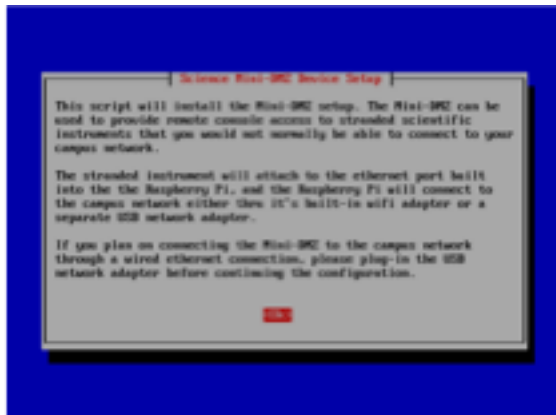 Science Mini-DMZ Device Setup
This script will install the Mini-DMZ setup. The Mini-DMZ can be
used to provide remote console access to stranded scientific
instruments that you would not normally be able to connect to your
campus network.
The stranded instrument will attach to the ethernet port built
into the the Raspberry Pi, and the Raspberry Pi will connect to
the campus network either thru it's built-in wifi adapter or a
separate USB network adapter.
If you plan on connecting the Mini-DMZ to the campus network
through a wired ethernet connection, please plug-in the USB
network adapter before continuing the configuration.
<Ok>